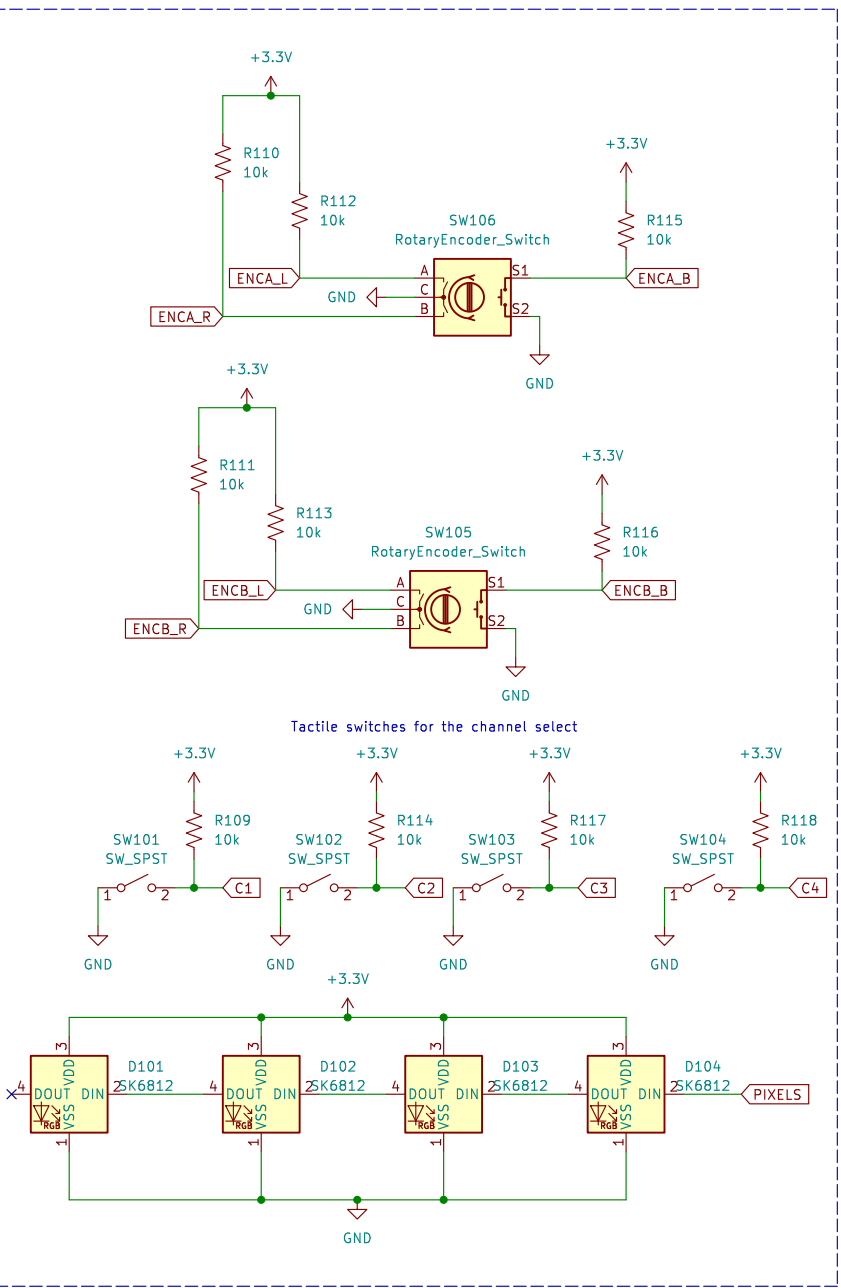 +3.3V
R110
10k
R112
10k
ENCA_L
ENCA_R
GND
SW106
RotaryEncoder_Switch
A
C
B
S1
S2
+3.3V
R115
10k
ENCA_B
GND
+3.3V
R111
10k
R113
10k
ENCB_L
ENCB_R
GND
SW105
RotaryEncoder_Switch
A
C
B
S1
S2
+3.3V
R116
10k
ENCB_B
GND
Tactile switches for the channel select
+3.3V
R109
10k
SW101
SW_SPST
1
2
C1
GND
+3.3V
R114
10k
SW102
SW_SPST
1
2
C2
GND
+3.3V
R117
10k
SW103
SW_SPST
1
2
C3
GND
+3.3V
R118
10k
SW104
SW_SPST
1
2
C4
GND
+3.3V
D101
SK6812
3
VDD
4
DOUT
DIN
2
RGB
VSS
1
D102
SK6812
3
VDD
4
DOUT
DIN
2
RGB
VSS
1
D103
SK6812
3
VDD
4
DOUT
DIN
2
RGB
VSS
1
D104
SK6812
3
VDD
4
DOUT
DIN
2
RGB
VSS
1
PIXELS
GND